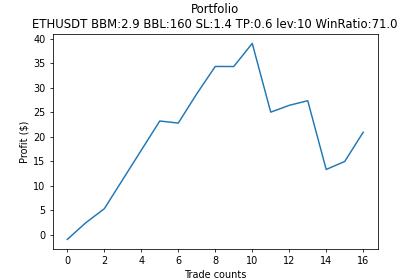 Portfolio
ETHUSDT BBM:2.9 BBL:160 SL:1.4 TP:0.6 lev:10 WinRatio:71.0
40
35
30
25
20
15
10
5
0
Profit ($)
0 2 4 6 8 10 12 14 16
Trade counts